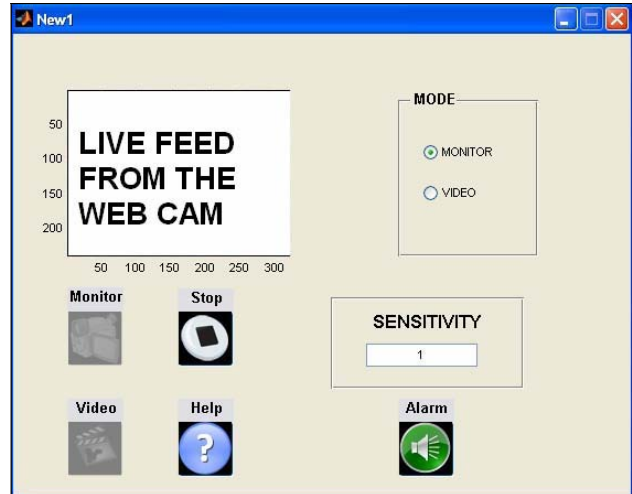 New1
50
100
150
200
LIVE FEED
FROM THE
WEB CAM
50 100 150 200 250 300
MODE
MONITOR
VIDEO
Monitor Stop
SENSITIVITY
1
Video Help Alarm
?